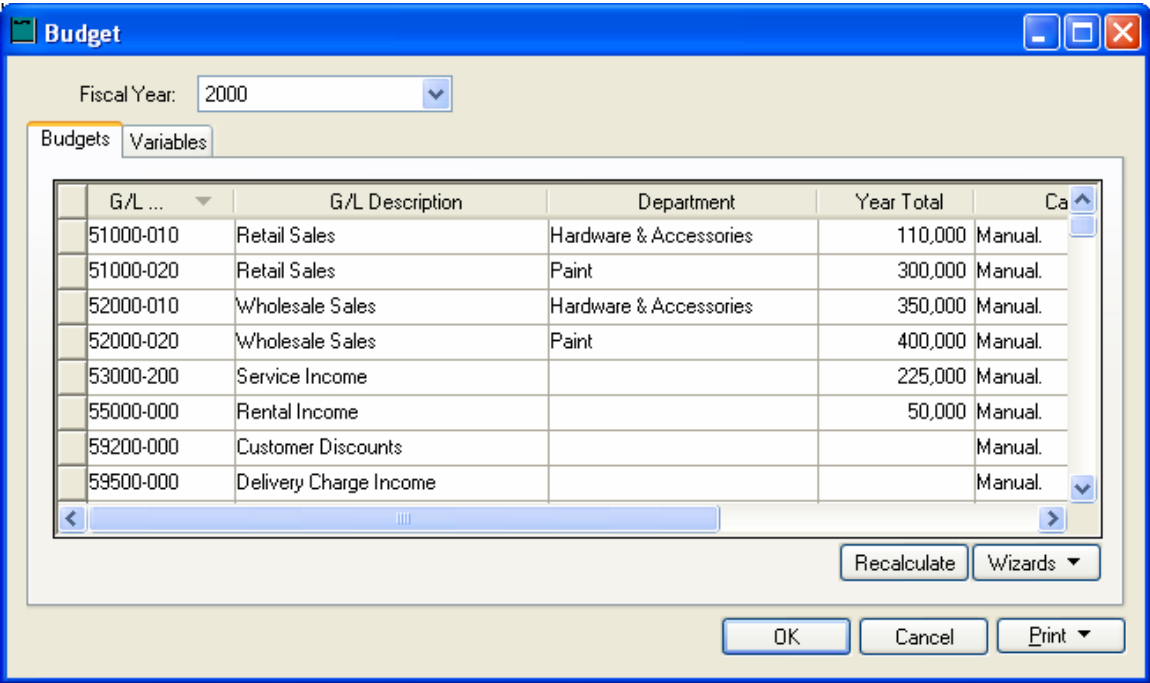 Budget
Fiscal Year: 2000
Budgets Variables
G/L ... G/L Description Department Year Total Ca
51000-010 Retail Sales Hardware & Accessories 110,000 Manual.
51000-020 Retail Sales Paint 300,000 Manual.
52000-010 Wholesale Sales Hardware & Accessories 350,000 Manual.
52000-020 Wholesale Sales Paint 400,000 Manual.
53000-200 Service Income 225,000 Manual.
55000-000 Rental Income 50,000 Manual.
59200-000 Customer Discounts Manual.
59500-000 Delivery Charge Income Manual.
Recalculate Wizards
OK Cancel Print